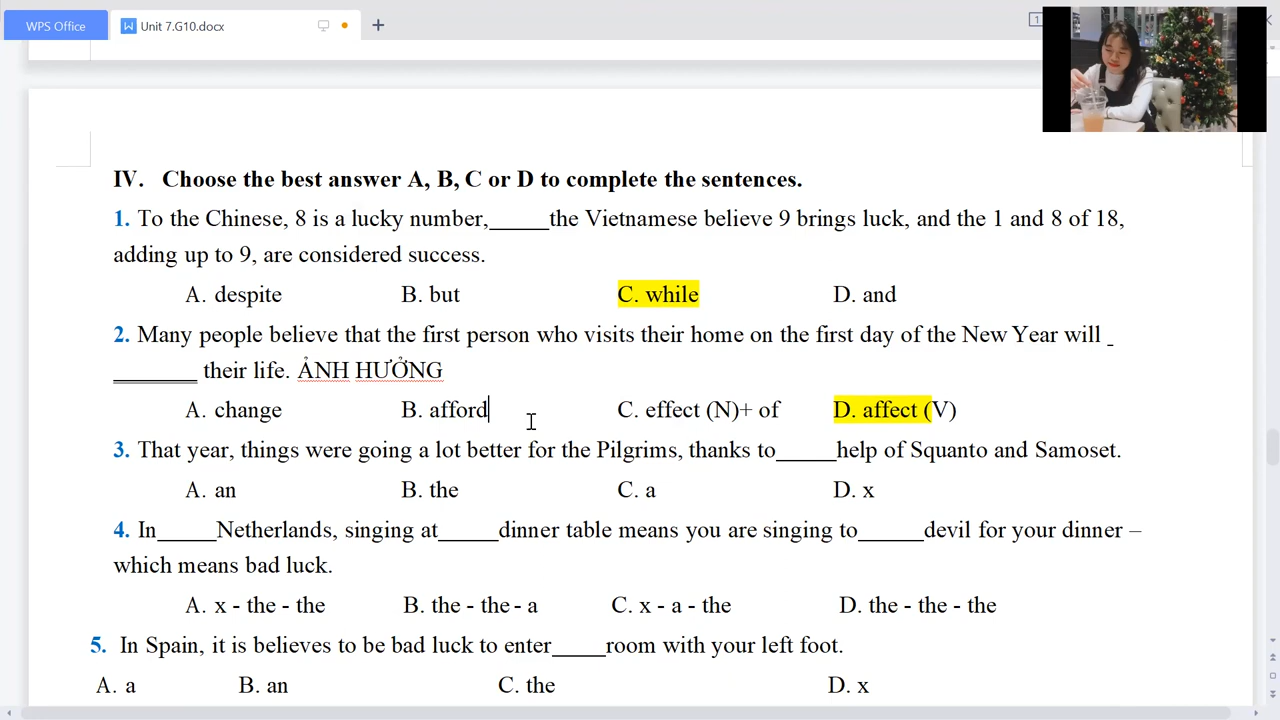 WPS Office
Unit 7.G10.docx
1
IV. Choose the best answer A, B, C or D to complete the sentences.
1. To the Chinese, 8 is a lucky number,_____the Vietnamese believe 9 brings luck, and the 1 and 8 of 18,
adding up to 9, are considered success.
A. despite B. but C. while D. and
2. Many people believe that the first person who visits their home on the first day of the New Year will _
_______ their life. ẢNH HƯỞNG
A. change B. afford C. effect (N)+ of D. affect (V)
3. That year, things were going a lot better for the Pilgrims, thanks to_____help of Squanto and Samoset.
A. an B. the C. a D. x
4. In_____Netherlands, singing at_____dinner table means you are singing to______devil for your dinner –
which means bad luck.
A. x - the - the B. the - the - a C. x - a - the D. the - the - the
5. In Spain, it is believes to be bad luck to enter_____room with your left foot.
A. a B. an C. the D. x